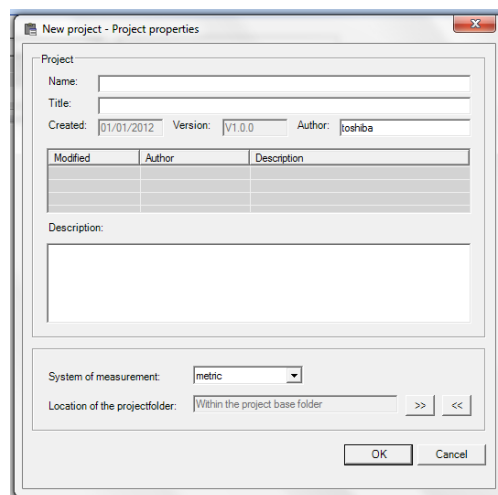 New project - Project properties
Project
Name:
Title:
Created: 01/01/2012 Version: V1.0.0 Author: toshiba
Modified Author Description
Description:
System of measurement: metric
Location of the projectfolder: Within the project base folder >> <<
OK Cancel